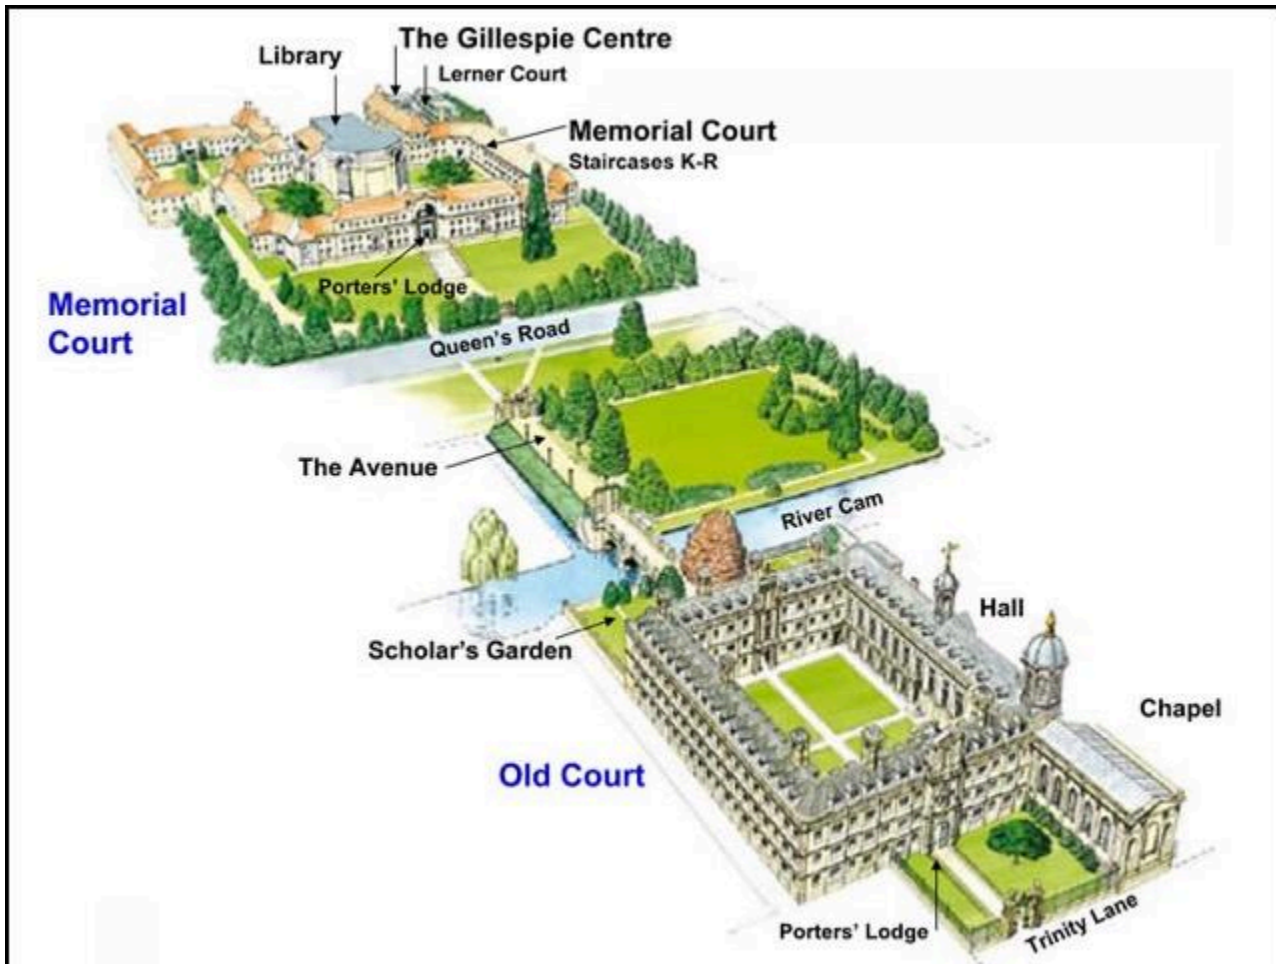 The Gillespie Centre
Library
Lerner Court
Memorial Court
Staircases K-R
Porters' Lodge
Memorial
Court
Queen's Road
The Avenue
River Cam
Hall
Scholar's Garden
Chapel
Old Court
Porters' Lodge
Trinity Lane